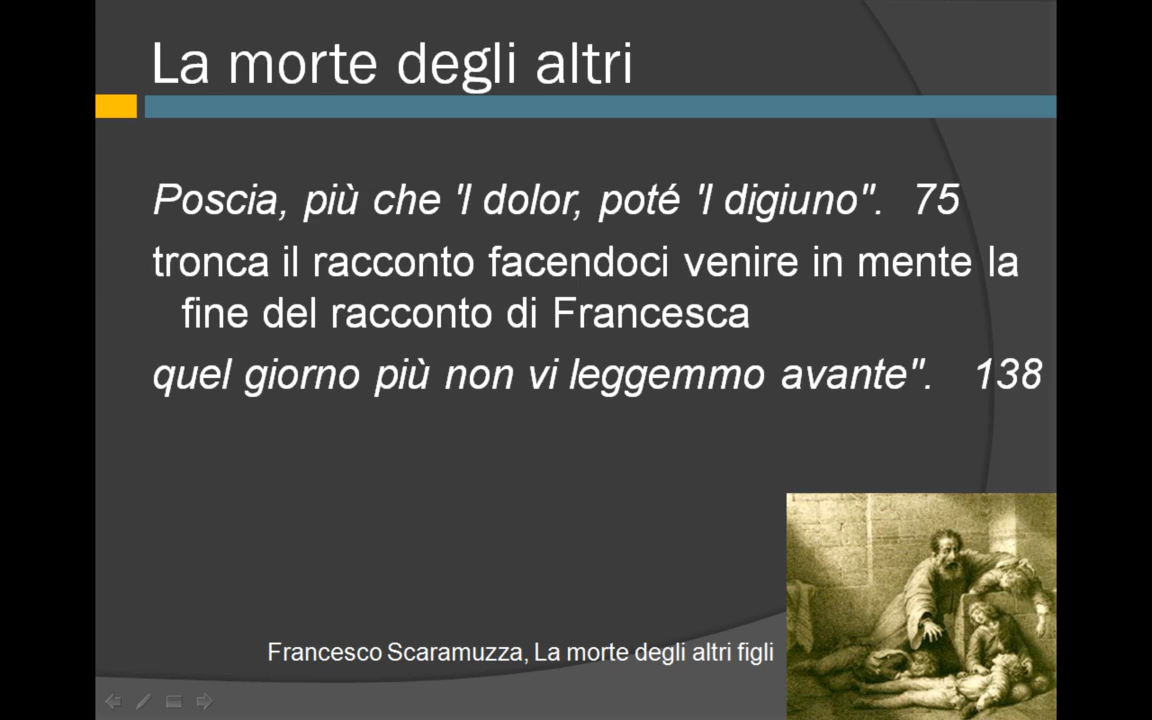 La morte degli altri
Poscia, più che 'l dolor, poté 'l digiuno". 75
tronca il racconto facendoci venire in mente la
fine del racconto di Francesca
quel giorno più non vi leggemmo avante". 138
Francesco Scaramuzza, La morte degli altri figli